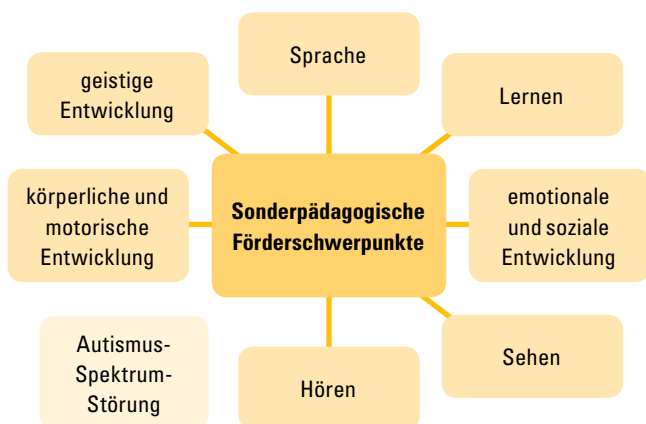 Sprache
geistige
Entwicklung
Lernen
körperliche und
motorische
Entwicklung
Sonderpädagogische
Förderschwerpunkte
emotionale
und soziale
Entwicklung
Autismus-
Spektrum-
Störung
Hören
Sehen